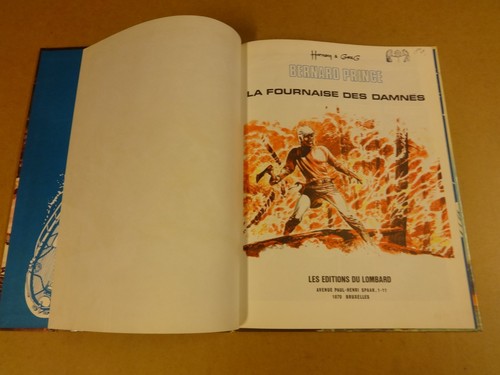 Hermann & Greg
BERNARD PRINCE
LA FOURNAISE DES DAMNÉS
LES EDITIONS DU LOMBARD
AVENUE PAUL-HENRI SPAAK, 1-11
1070 BRUXELLES